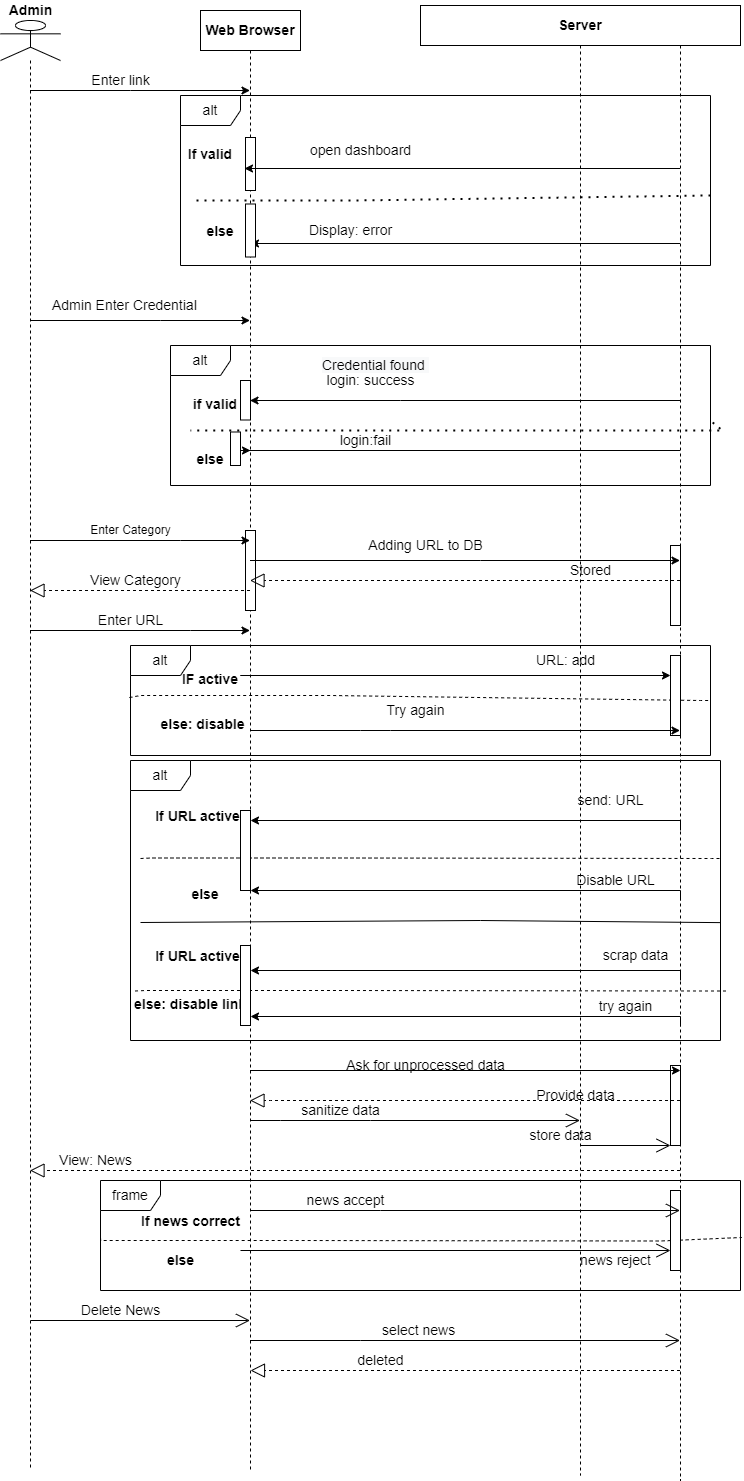 Admin
Web Browser
Server
Enter link
alt
If valid
open dashboard
else
Display: error
Admin Enter Credential
alt
Credential found
login: success
if valid
login:fail
else
Enter Category
Adding URL to DB
Stored
View Category
Enter URL
alt
URL: add
IF active
Try again
else: disable
alt
send: URL
If URL active
Disable URL
else
If URL active
scrap data
else: disable lin
try again
Ask for unprocessed data
Provide data
sanitize data
store data
View: News
frame
news accept
If news correct
else
news reject
Delete News
select news
deleted